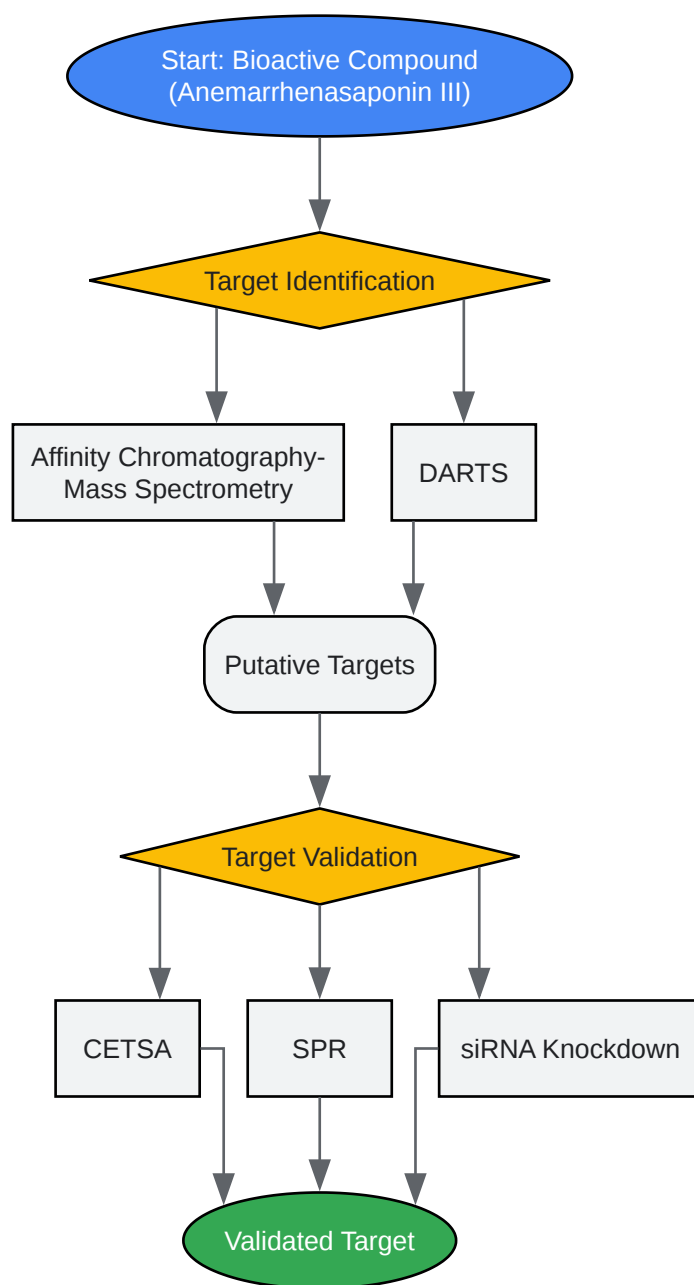 Start: Bioactive Compound
(Anemarrhenasaponin III)
Target Identification
Affinity Chromatography-
Mass Spectrometry
DARTS
Putative Targets
Target Validation
CETSA
SPR
siRNA Knockdown
Validated Target